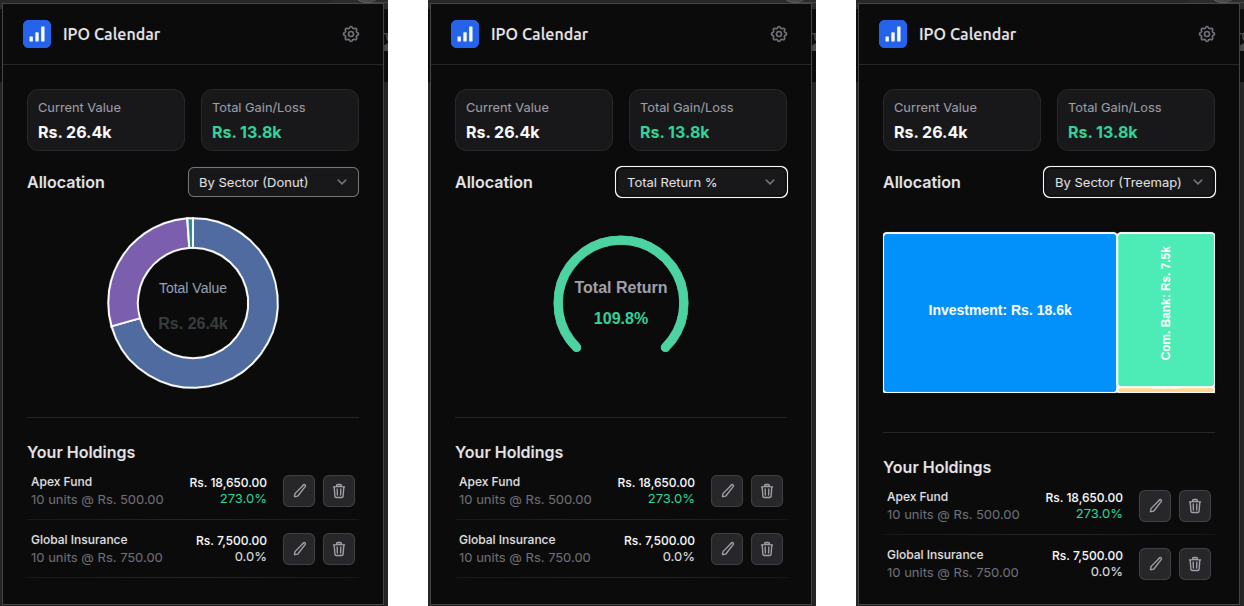 IPO Calendar
Current Value
Rs. 26.4k
Total Gain/Loss
Rs. 13.8k
Allocation
By Sector (Donut)
Total Value
Rs. 26.4k
Your Holdings
Apex Fund
10 units @ Rs. 500.00
Rs. 18,650.00
273.0%
Global Insurance
10 units @ Rs. 750.00
Rs. 7,500.00
0.0%
IPO Calendar
Current Value
Rs. 26.4k
Total Gain/Loss
Rs. 13.8k
Allocation
Total Return %
Total Return
109.8%
Your Holdings
Apex Fund
10 units @ Rs. 500.00
Rs. 18,650.00
273.0%
Global Insurance
10 units @ Rs. 750.00
Rs. 7,500.00
0.0%
IPO Calendar
Current Value
Rs. 26.4k
Total Gain/Loss
Rs. 13.8k
Allocation
By Sector (Treemap)
Investment: Rs. 18.6k
Com. Bank: Rs. 7.5k
Your Holdings
Apex Fund
10 units @ Rs. 500.00
Rs. 18,650.00
273.0%
Global Insurance
10 units @ Rs. 750.00
Rs. 7,500.00
0.0%